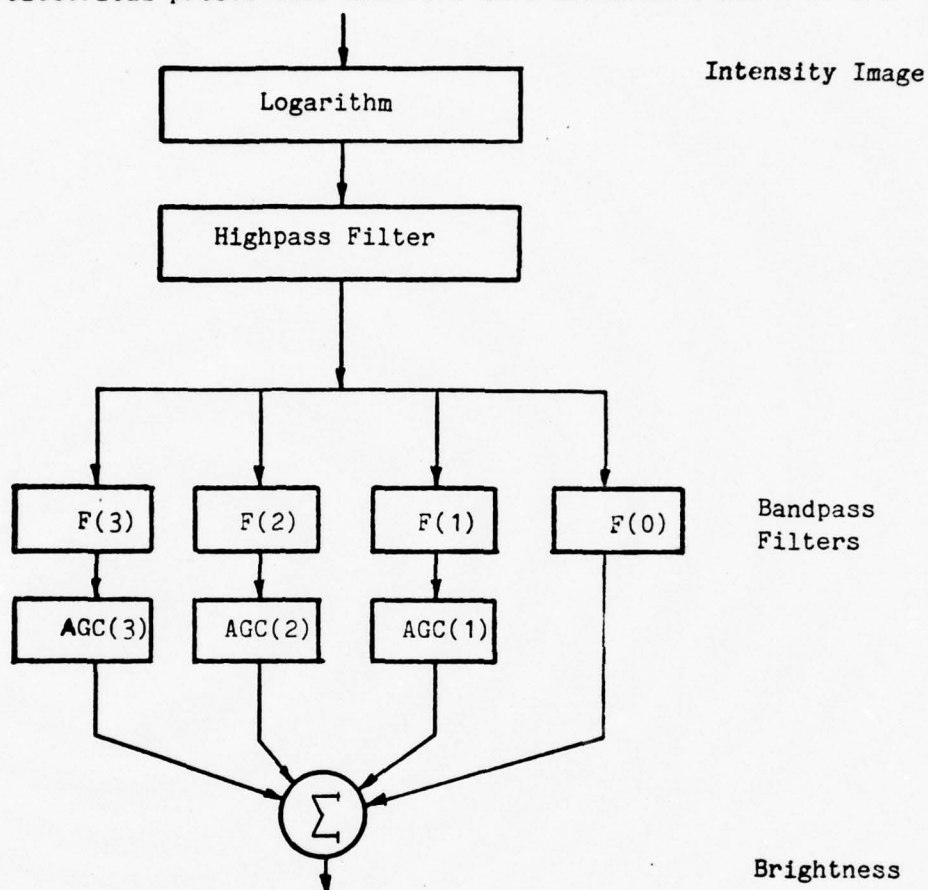 Intensity Image
Logarithm
Highpass Filter
F(3) F(2) F(1) F(0)
Bandpass
Filters
AGC(3) AGC(2) AGC(1)
Σ
Brightness